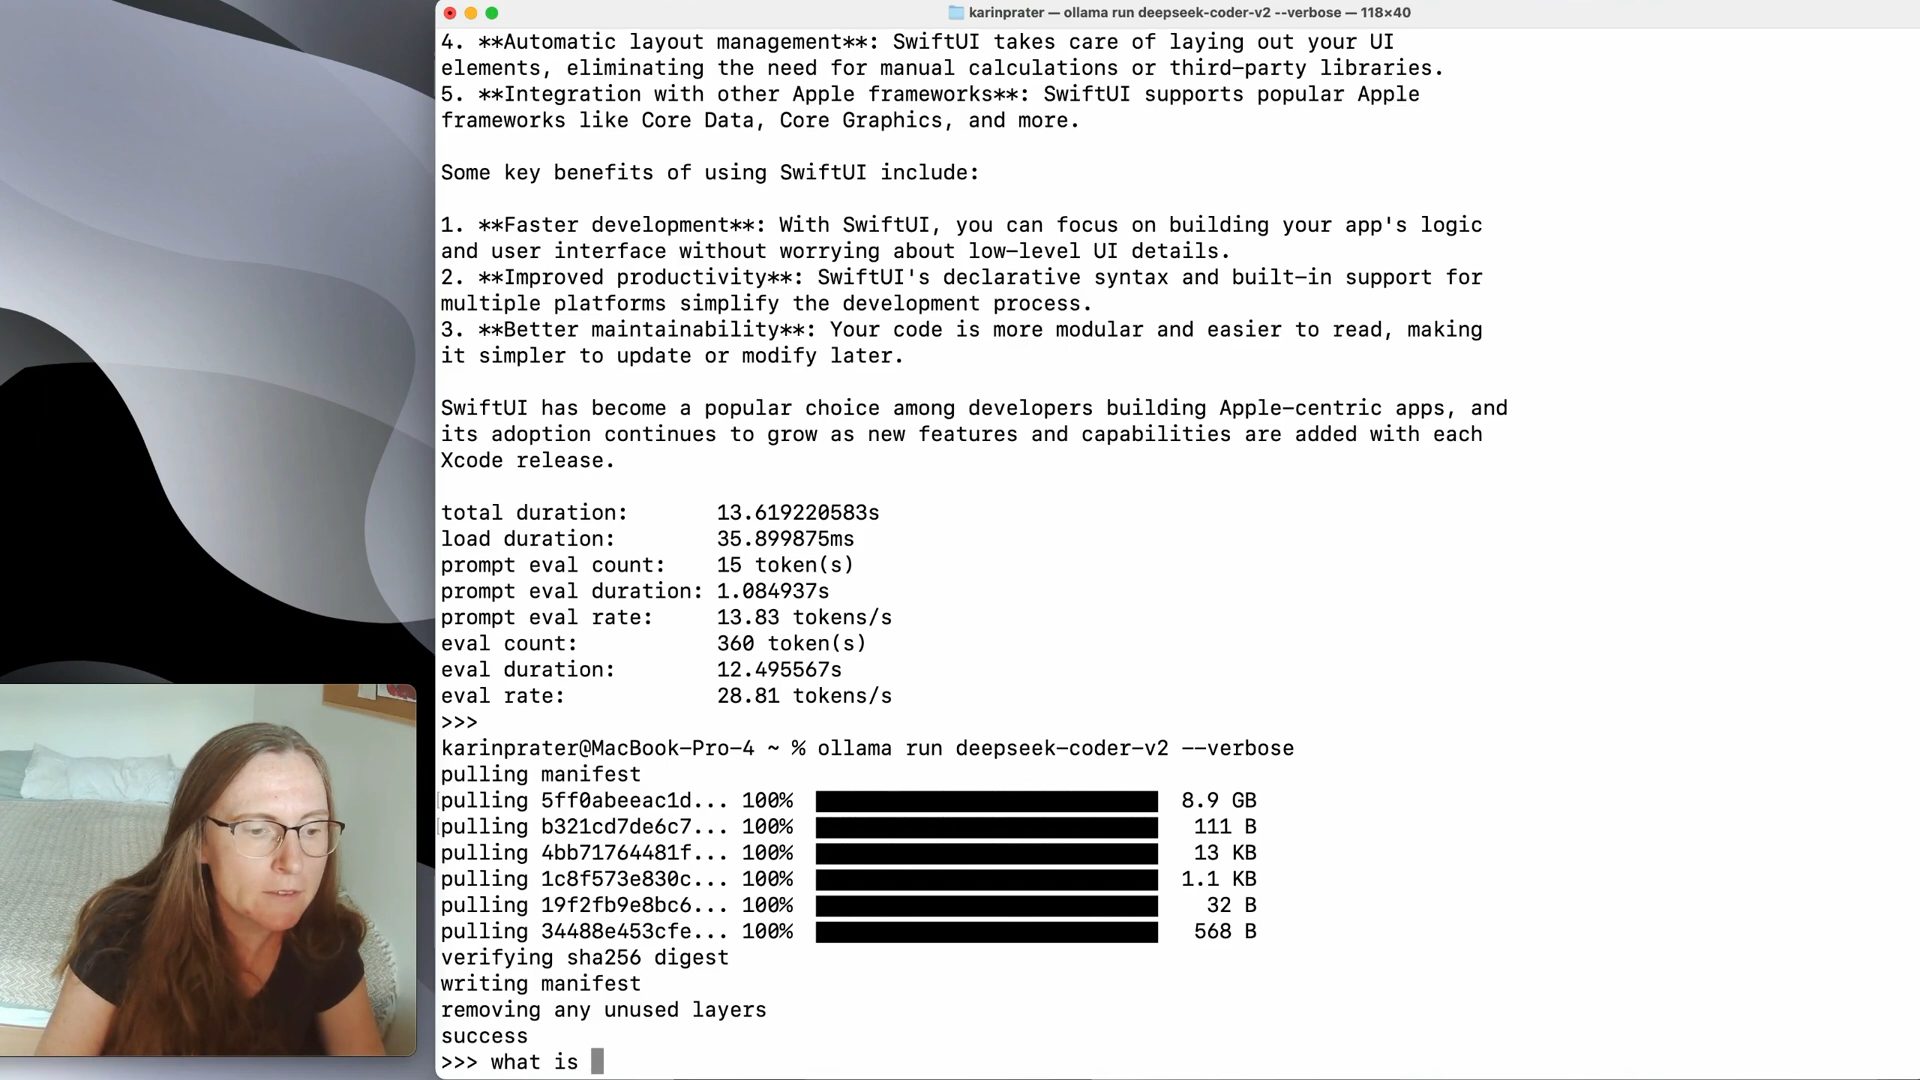 karinprater — ollama run deepseek-coder-v2 --verbose — 118×40
4. **Automatic layout management**: SwiftUI takes care of laying out your UI
elements, eliminating the need for manual calculations or third-party libraries.
5. **Integration with other Apple frameworks**: SwiftUI supports popular Apple
frameworks like Core Data, Core Graphics, and more.
Some key benefits of using SwiftUI include:
1. **Faster development**: With SwiftUI, you can focus on building your app's logic
and user interface without worrying about low-level UI details.
2. **Improved productivity**: SwiftUI's declarative syntax and built-in support for
multiple platforms simplify the development process.
3. **Better maintainability**: Your code is more modular and easier to read, making
it simpler to update or modify later.
SwiftUI has become a popular choice among developers building Apple-centric apps, and
its adoption continues to grow as new features and capabilities are added with each
Xcode release.
total duration: 13.619220583s
load duration: 35.899875ms
prompt eval count: 15 token(s)
prompt eval duration: 1.084937s
prompt eval rate: 13.83 tokens/s
eval count: 360 token(s)
eval duration: 12.495567s
eval rate: 28.81 tokens/s
>>>
karinprater@MacBook-Pro-4 ~ % ollama run deepseek-coder-v2 --verbose
pulling manifest
pulling 5ff0abeeac1d... 100% 8.9 GB
pulling b321cd7de6c7... 100% 111 B
pulling 4bb71764481f... 100% 13 KB
pulling 1c8f573e830c... 100% 1.1 KB
pulling 19f2fb9e8bc6... 100% 32 B
pulling 34488e453cfe... 100% 568 B
verifying sha256 digest
writing manifest
removing any unused layers
success
>>> what is